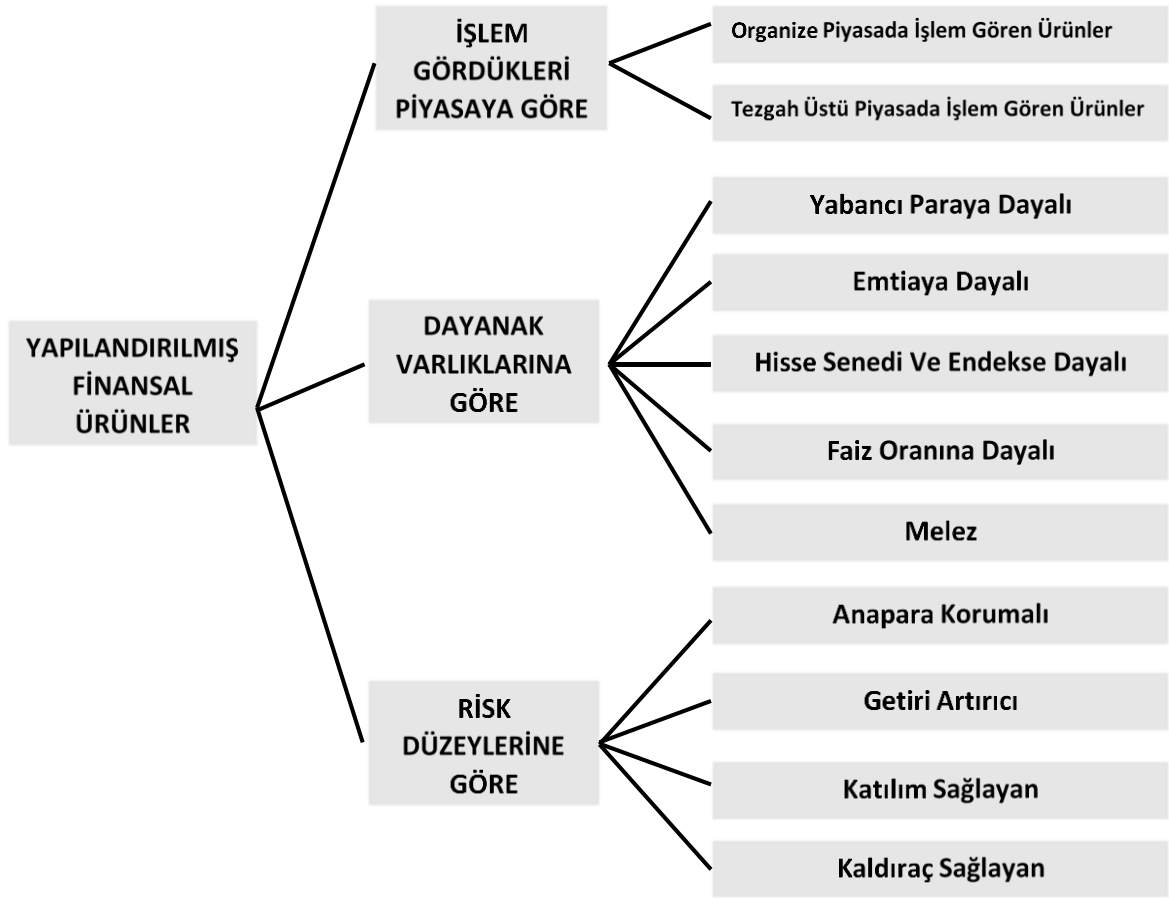 YAPILANDIRILMIŞ
FİNANSAL
ÜRÜNLER
İŞLEM
GÖRDÜKLERİ
PİYASAYA GÖRE
Organize Piyasada İşlem Gören Ürünler
Tezgah Üstü Piyasada İşlem Gören Ürünler
DAYANAK
VARLIKLARINA
GÖRE
Yabancı Paraya Dayalı
Emtiaya Dayalı
Hisse Senedi Ve Endekse Dayalı
Faiz Oranına Dayalı
Melez
RİSK
DÜZEYLERİNE
GÖRE
Anapara Korumalı
Getiri Artırıcı
Katılım Sağlayan
Kaldıraç Sağlayan